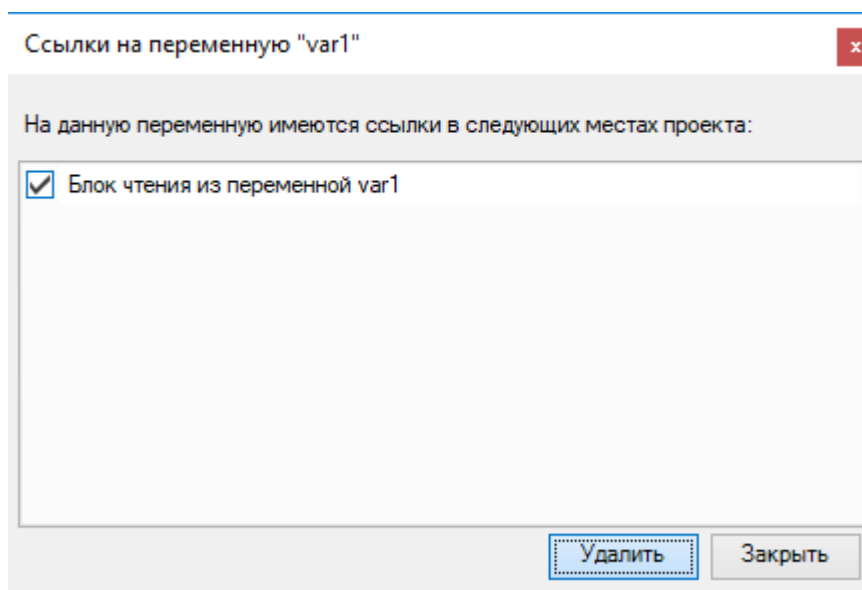 Ссылки на переменную "var1"
x
На данную переменную имеются ссылки в следующих местах проекта:
Блок чтения из переменной var1
Удалить
Закрыть